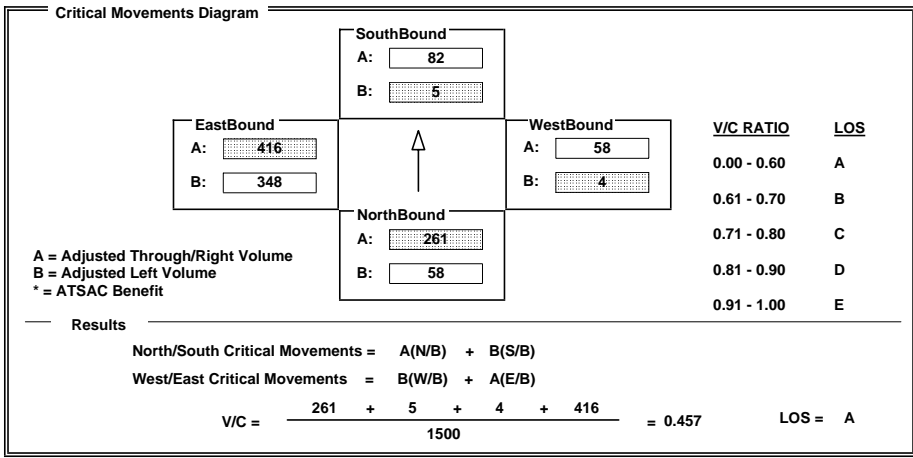 Critical Movements Diagram
SouthBound
A: 82
B: 5
EastBound
A: 416
B: 348
WestBound
A: 58
B: 4
NorthBound
A: 261
B: 58
V/C RATIO LOS
0.00 - 0.60 A
0.61 - 0.70 B
0.71 - 0.80 C
0.81 - 0.90 D
0.91 - 1.00 E
A = Adjusted Through/Right Volume
B = Adjusted Left Volume
* = ATSAC Benefit
Results
North/South Critical Movements = A(N/B) + B(S/B)
West/East Critical Movements = B(W/B) + A(E/B)
V/C = 261 + 5 + 4 + 416 = 0.457 LOS = A
1500